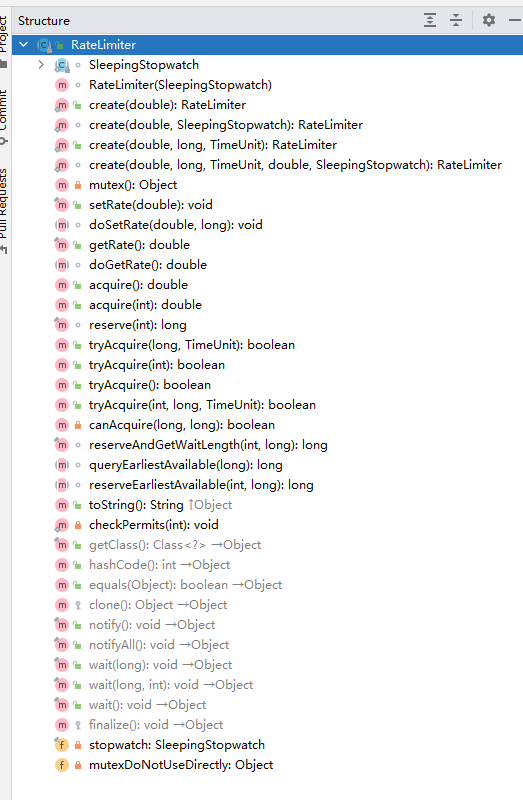 Structure
Project
Commit
Pull Requests
RateLimiter
SleepingStopwatch
RateLimiter(SleepingStopwatch)
create(double): RateLimiter
create(double, SleepingStopwatch): RateLimiter
create(double, long, TimeUnit): RateLimiter
create(double, long, TimeUnit, double, SleepingStopwatch): RateLimiter
mutex(): Object
setRate(double): void
doSetRate(double, long): void
getRate(): double
doGetRate(): double
acquire(): double
acquire(int): double
reserve(int): long
tryAcquire(long, TimeUnit): boolean
tryAcquire(int): boolean
tryAcquire(): boolean
tryAcquire(int, long, TimeUnit): boolean
canAcquire(long, long): boolean
reserveAndGetWaitLength(int, long): long
queryEarliestAvailable(long): long
reserveEarliestAvailable(int, long): long
toString(): String ↑Object
checkPermits(int): void
getClass(): Class<?> →Object
hashCode(): int →Object
equals(Object): boolean →Object
clone(): Object →Object
notify(): void →Object
notifyAll(): void →Object
wait(long): void →Object
wait(long, int): void →Object
wait(): void →Object
finalize(): void →Object
stopwatch: SleepingStopwatch
mutexDoNotUseDirectly: Object